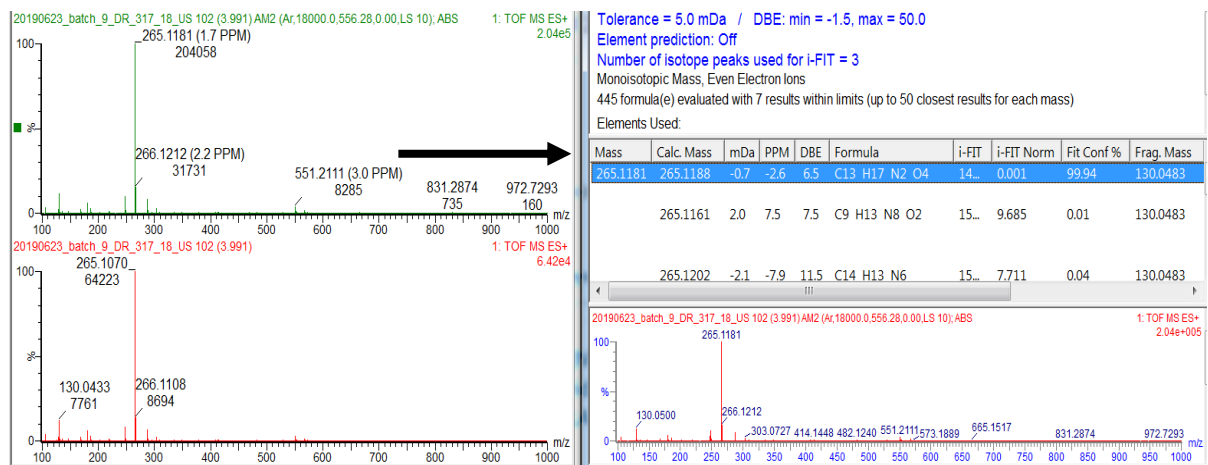 20190623_batch_9_DR_317_18_US 102 (3.991) AM2 (Ar,18000.0,556.28,0.00,LS 10); ABS
1: TOF MS ES+
2.04e5
265.1181 (1.7 PPM)
204058
100
%
266.1212 (2.2 PPM)
31731
551.2111 (3.0 PPM)
8285
831.2874
735
972.7293
160
0
m/z
100 200 300 400 500 600 700 800 900 1000
20190623_batch_9_DR_317_18_US 102 (3.991)
1: TOF MS ES+
6.42e4
265.1070
64223
100
%
130.0433
7761
266.1108
8694
0
m/z
100 200 300 400 500 600 700 800 900 1000
Tolerance = 5.0 mDa / DBE: min = -1.5, max = 50.0
Element prediction: Off
Number of isotope peaks used for i-FIT = 3
Monoisotopic Mass, Even Electron Ions
445 formula(e) evaluated with 7 results within limits (up to 50 closest results for each mass)
Elements Used:
Mass Calc. Mass mDa PPM DBE Formula i-FIT i-FIT Norm Fit Conf % Frag. Mass
265.1181 265.1188 -0.7 -2.6 6.5 C13 H17 N2 O4 14... 0.001 99.94 130.0483
265.1161 2.0 7.5 7.5 C9 H13 N8 O2 15... 9.685 0.01 130.0483
265.1202 -2.1 -7.9 11.5 C14 H13 N6 15... 7.711 0.04 130.0483
20190623_batch_9_DR_317_18_US 102 (3.991) AM2 (Ar,18000.0,556.28,0.00,LS 10); ABS
1: TOF MS ES+
2.04e+005
265.1181
100
%
130.0500
266.1212
303.0727 414.1448 482.1240 551.2111 573.1889 665.1517 831.2874 972.7293
0
m/z
100 150 200 250 300 350 400 450 500 550 600 650 700 750 800 850 900 950 1000